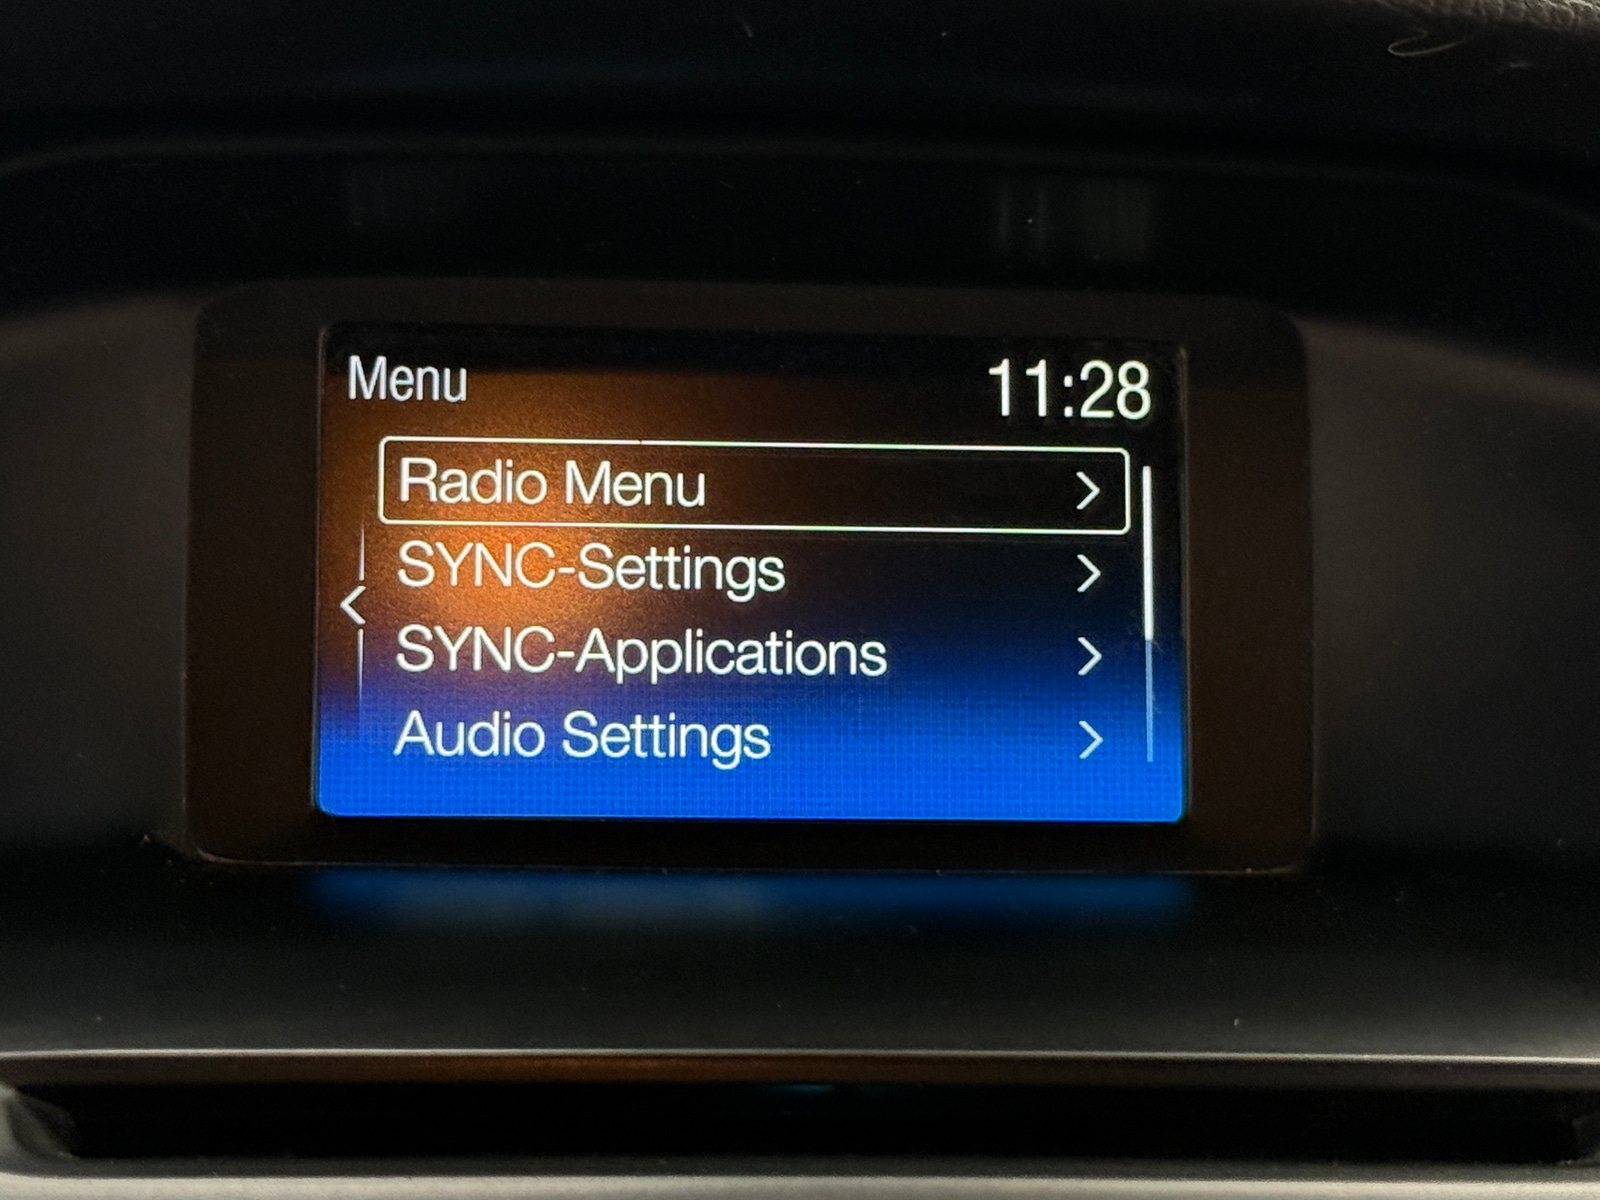 Menu 11:28
Radio Menu
SYNC-Settings
SYNC-Applications
Audio Settings